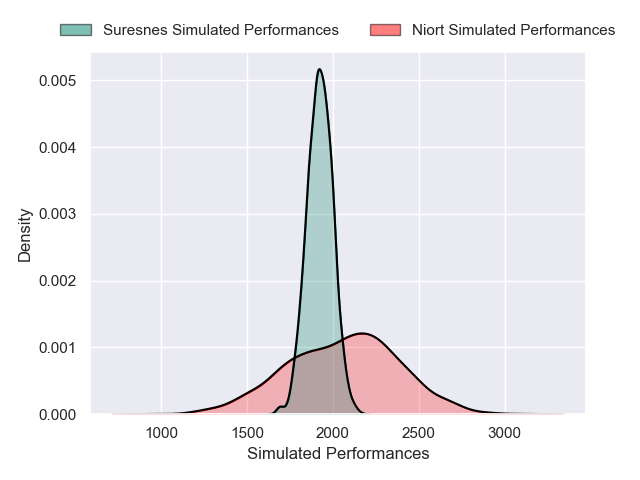 Suresnes Simulated Performances Niort Simulated Performances
0.005
0.004
0.003
0.002
0.001
0.000
Density
1000 1500 2000 2500 3000
Simulated Performances